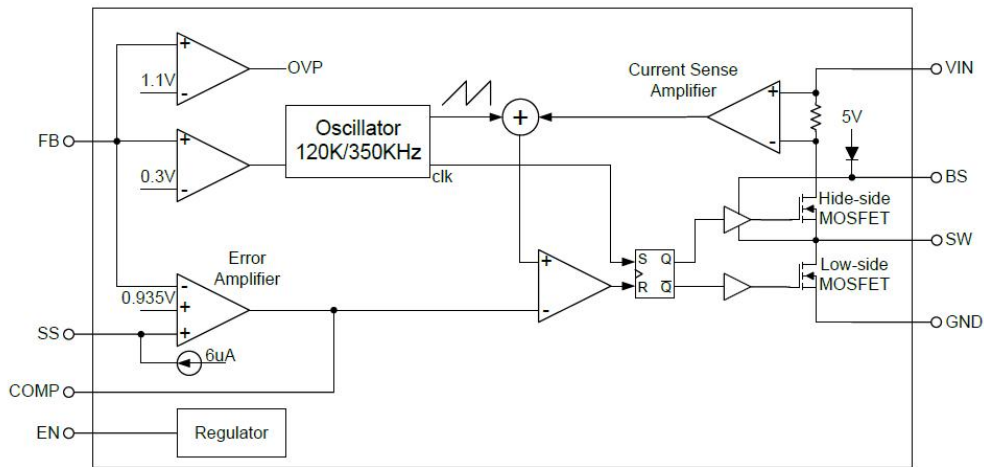 OVP
1.1V
FB
0.3V
Oscillator
120K/350KHz
clk
+
Current Sense
Amplifier
VIN
5V
BS
Hide-side
MOSFET
SW
Low-side
MOSFET
GND
S Q
R Q
Error
Amplifier
0.935V
SS
6uA
COMP
EN
Regulator